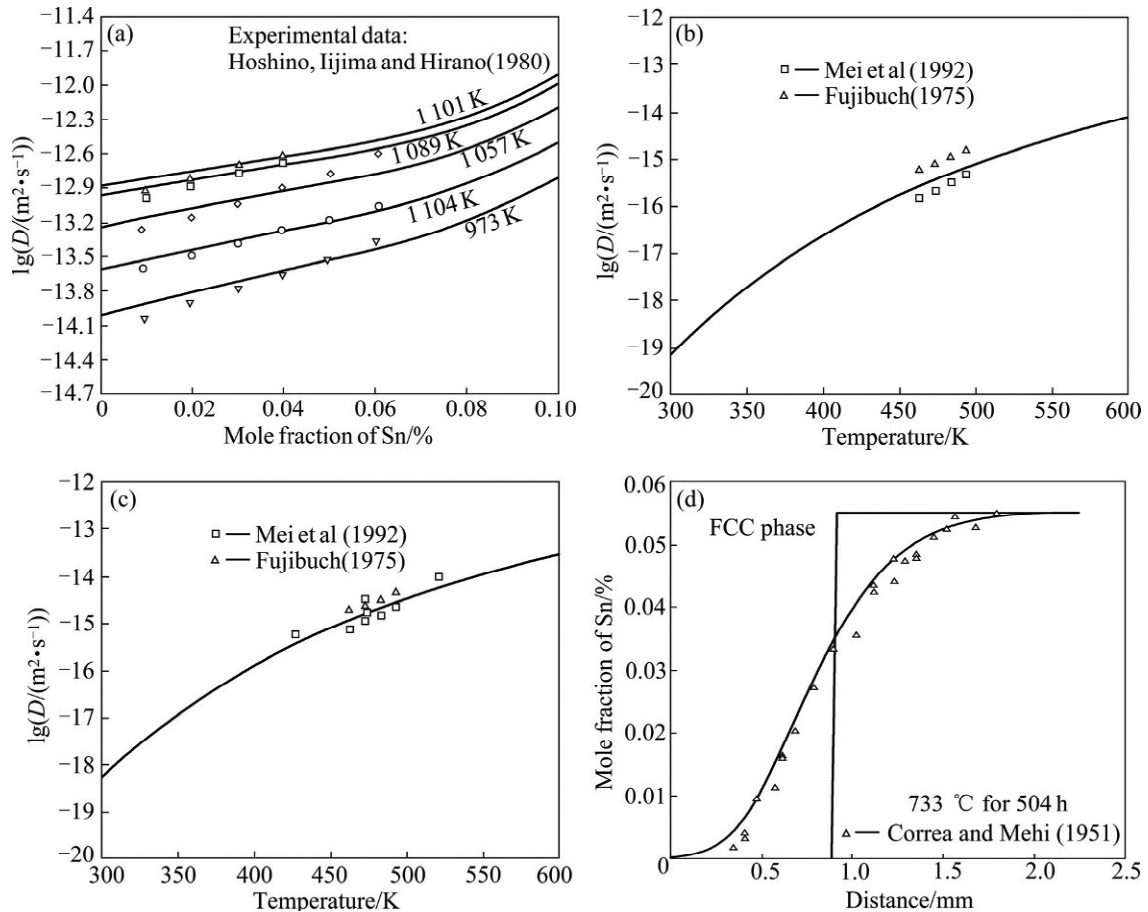 (a)
Experimental data:
Hoshino, Iijima and Hirano(1980)
−11.4
−11.7
−12.0
−12.3
−12.6
−12.9
−13.2
−13.5
−13.8
−14.1
−14.4
−14.7
lg(D/(m²•s⁻¹))
1 101 K
1 089 K
1 057 K
1 104 K
973 K
0 0.02 0.04 0.06 0.08 0.10
Mole fraction of Sn/%
(b)
Mei et al (1992)
Fujibuch(1975)
−12
−13
−14
−15
−16
−17
−18
−19
−20
lg(D/(m²•s⁻¹))
300 350 400 450 500 550 600
Temperature/K
(c)
Mei et al (1992)
Fujibuch(1975)
−12
−13
−14
−15
−16
−17
−18
−19
−20
lg(D/(m²•s⁻¹))
300 350 400 450 500 550 600
Temperature/K
(d)
FCC phase
0.06
0.05
0.04
0.03
0.02
0.01
0
Mole fraction of Sn/%
733 ℃ for 504 h
Correa and Mehi (1951)
0 0.5 1.0 1.5 2.0 2.5
Distance/mm